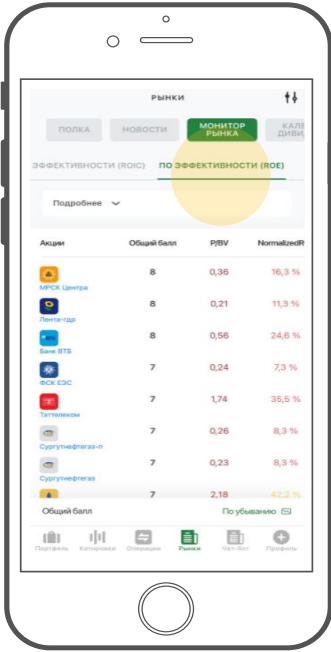 РЫНКИ
ПОЛКА НОВОСТИ МОНИТОР РЫНКА КАЛЕ ДИВИ
ЭФФЕКТИВНОСТИ (ROIC) ПО ЭФФЕКТИВНОСТИ (ROE)
Подробнее
Акции Общий балл P/BV NormalizedR
8 0,36 16,3 %
МРСК Центра
8 0,21 11,3 %
Лента-гдр
8 0,56 24,6 %
Банк ВТБ
7 0,24 7,3 %
ФСК ЕЭС
7 1,74 35,5 %
Таттелеком
7 0,26 8,3 %
Сургутнефтегаз-п
7 0,23 8,3 %
Сургутнефтегаз
7 2,18 42,2 %
Общий балл По убыванию
Портфель Котировки Операции Рынки Чат-бот Профиль